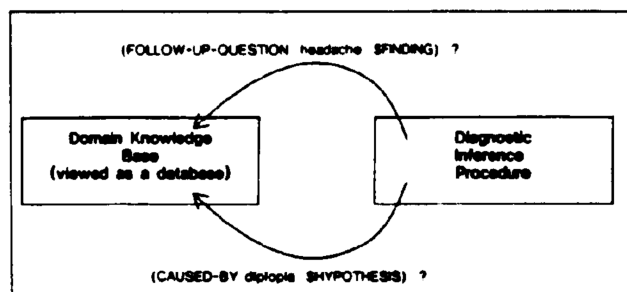 (FOLLOW-UP-QUESTION headache $FINDING) ?
Domain Knowledge
Base
(viewed as a database)
Diagnostic
Inference
Procedure
(CAUSED-BY diplopia $HYPOTHESIS) ?